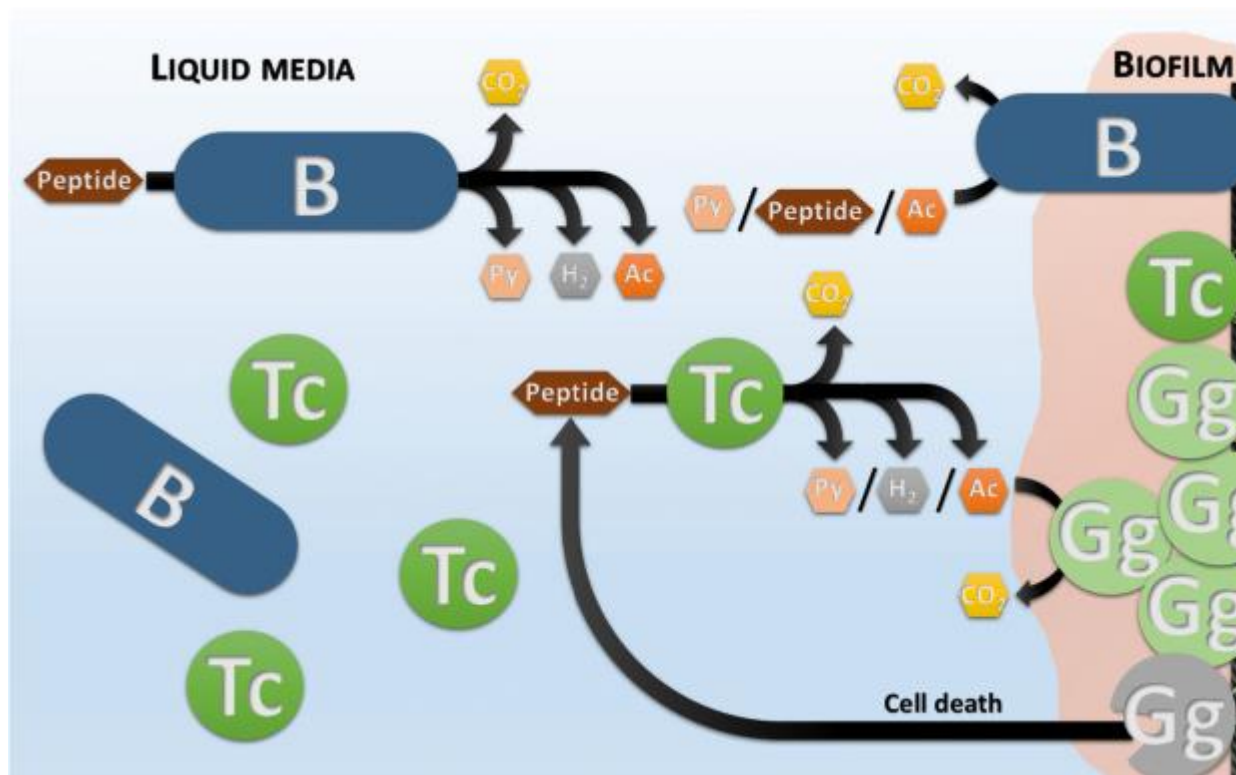 LIQUID MEDIA
BIOFILM
CO₂
CO₂
B
Peptide
B
Py/Peptide/Ac
Py
H₂
Ac
Tc
CO₂
Tc
Gg
Peptide
Tc
B
Py/H₂/Ac
Gg
Gg
Tc
CO₂
Gg
Tc
Cell death
Gg